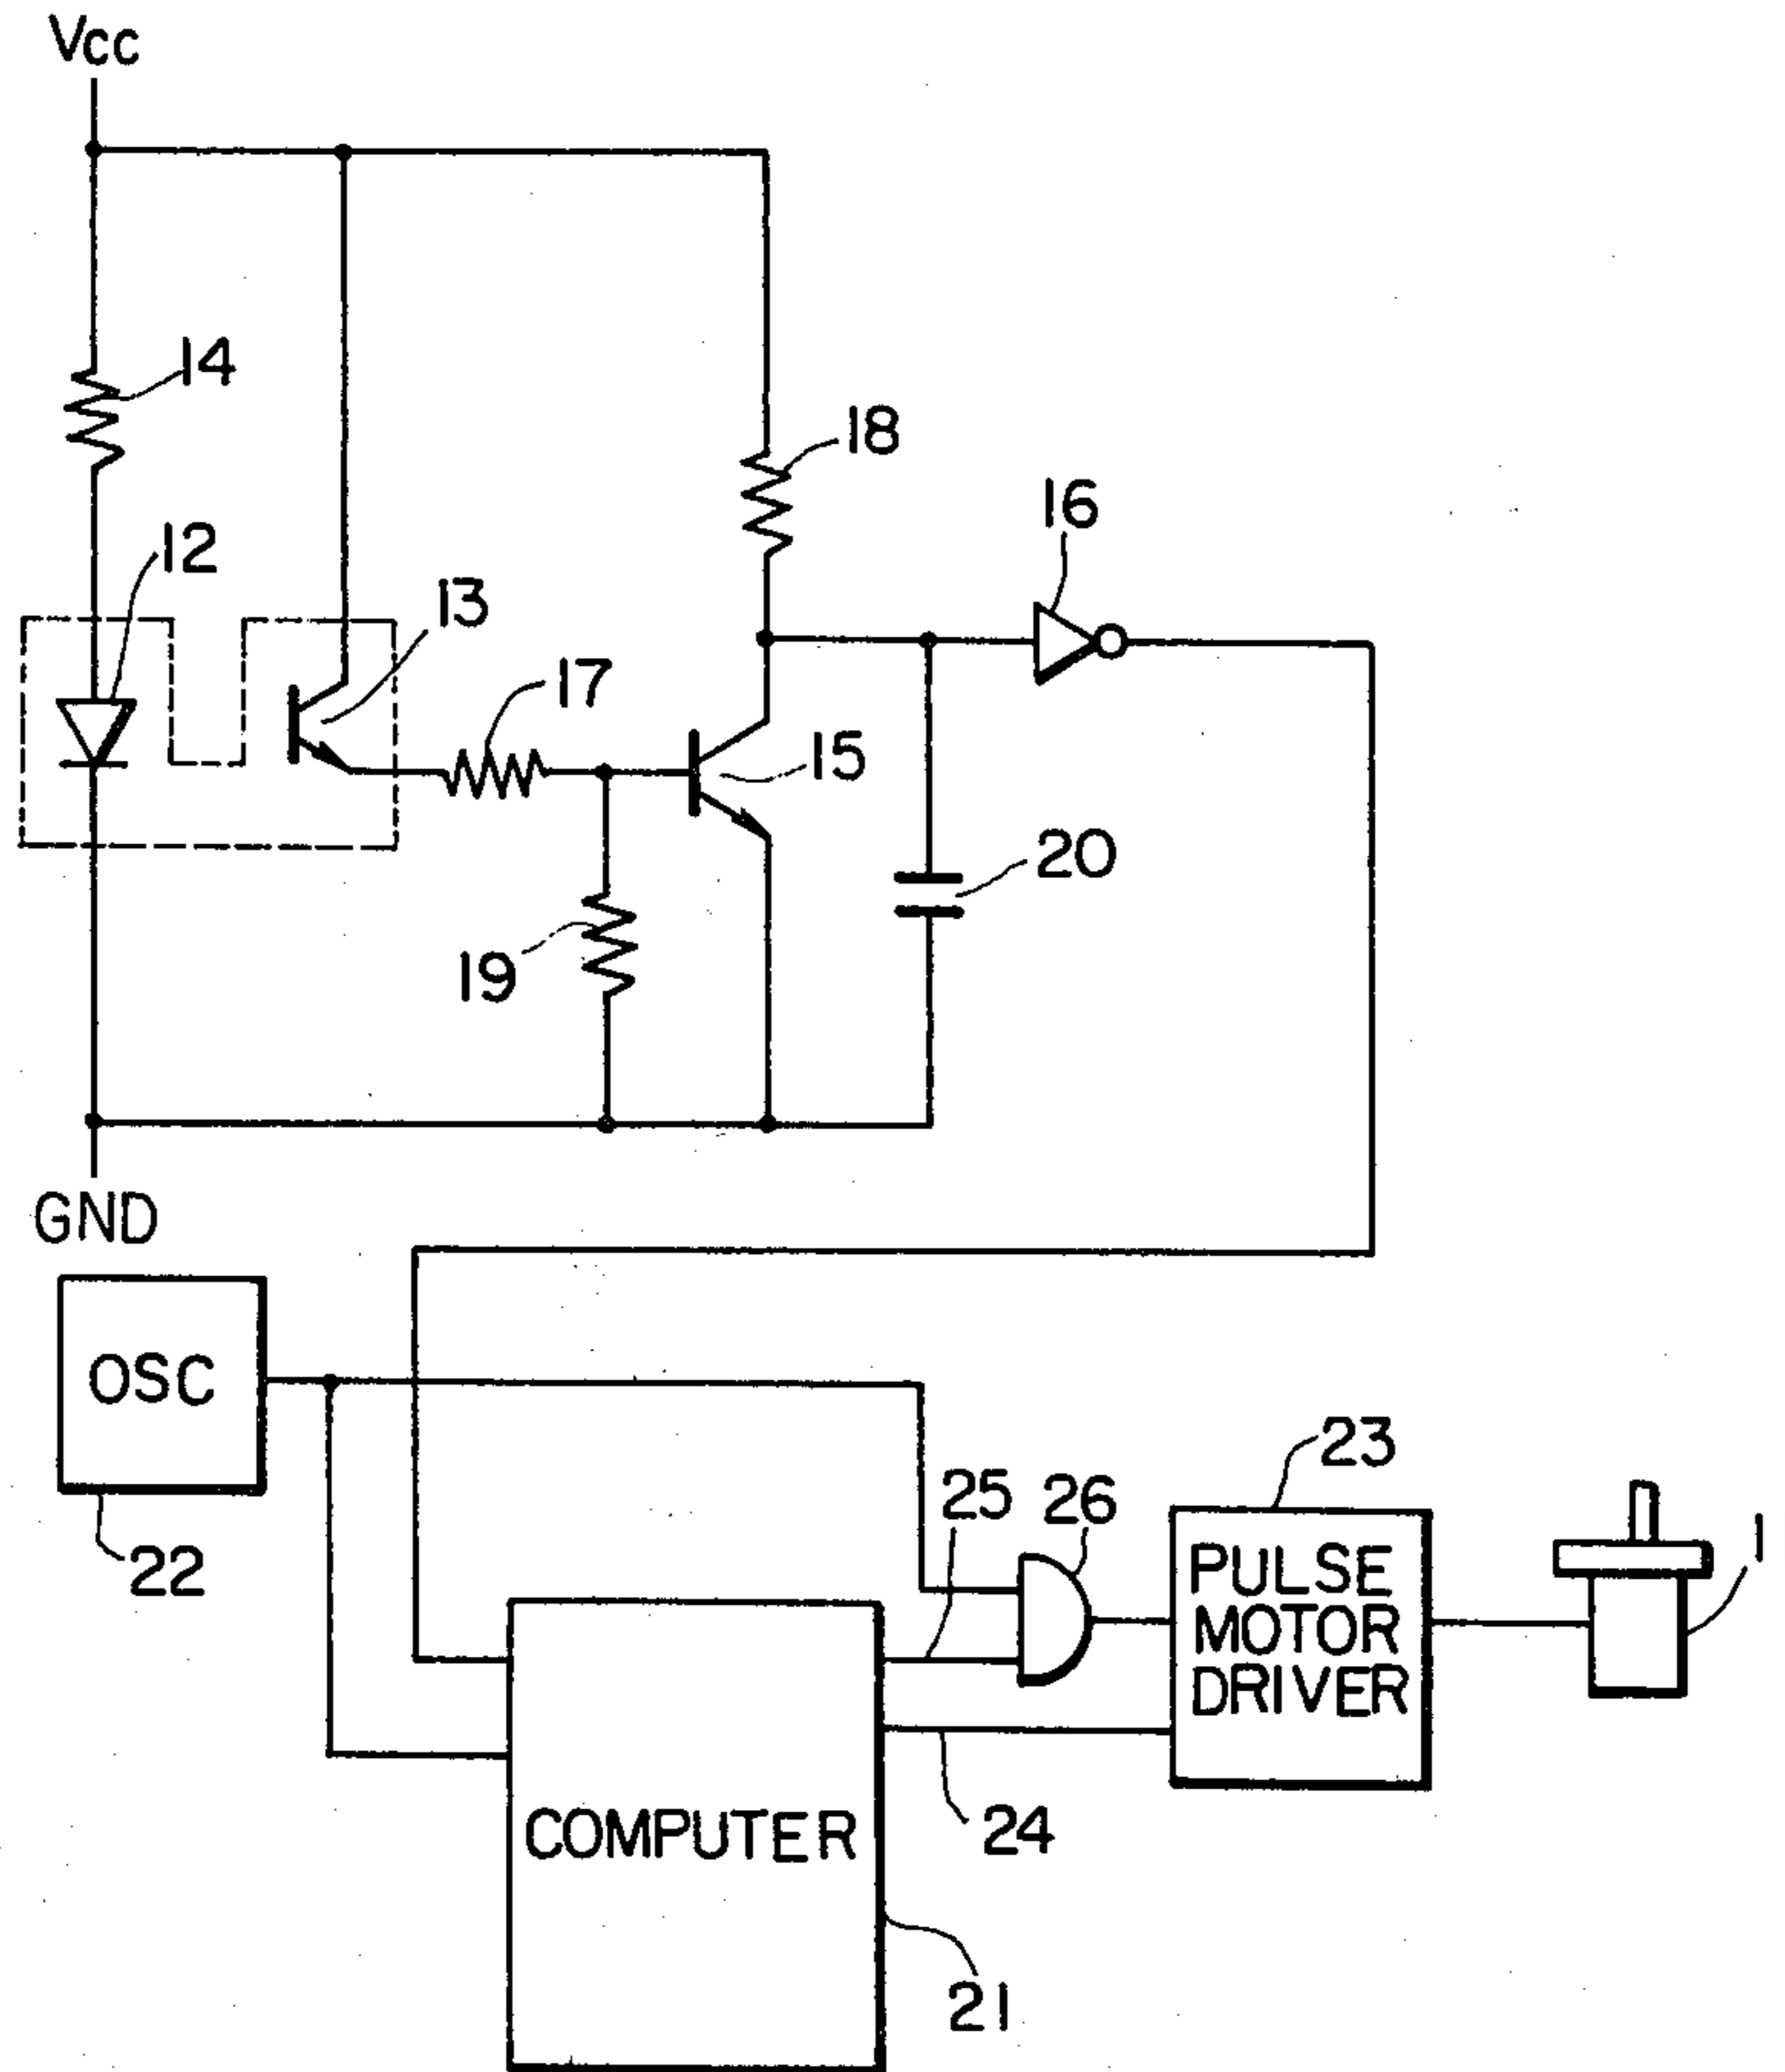 Vcc
14
18
16
12
13
17
15
20
19
GND
OSC
23
25
26
1
22
PULSE
MOTOR
DRIVER
24
COMPUTER
21